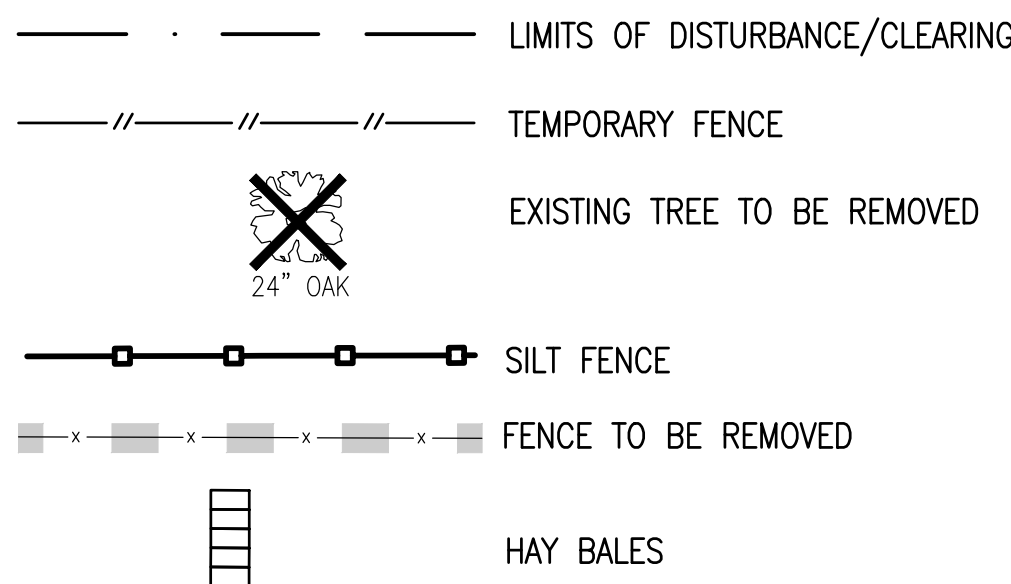 LIMITS OF DISTURBANCE/CLEARING
TEMPORARY FENCE
EXISTING TREE TO BE REMOVED
24" OAK
SILT FENCE
x x x x FENCE TO BE REMOVED
HAY BALES